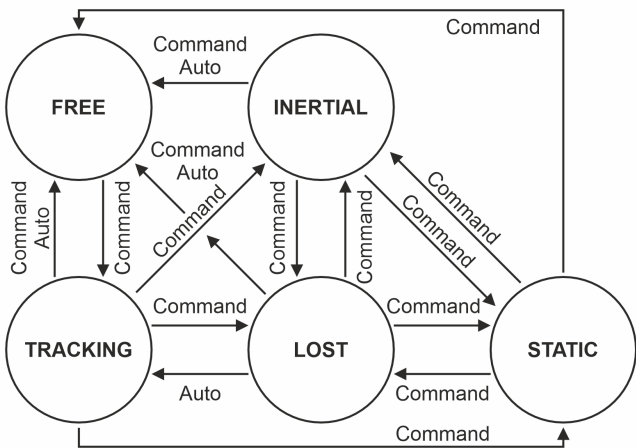 Command
Command
Auto
FREE
INERTIAL
Command
Auto
Command
Auto
Command
Command
Command
Command
Command
Command
Command
Command
TRACKING
LOST
STATIC
Auto
Command
Command